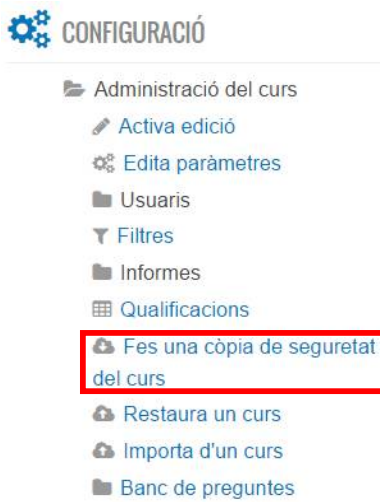 CONFIGURACIÓ
Administració del curs
Activa edició
Edita paràmetres
Usuaris
Filtres
Informes
Qualificacions
Fes una còpia de seguretat
del curs
Restaura un curs
Importa d'un curs
Banc de preguntes